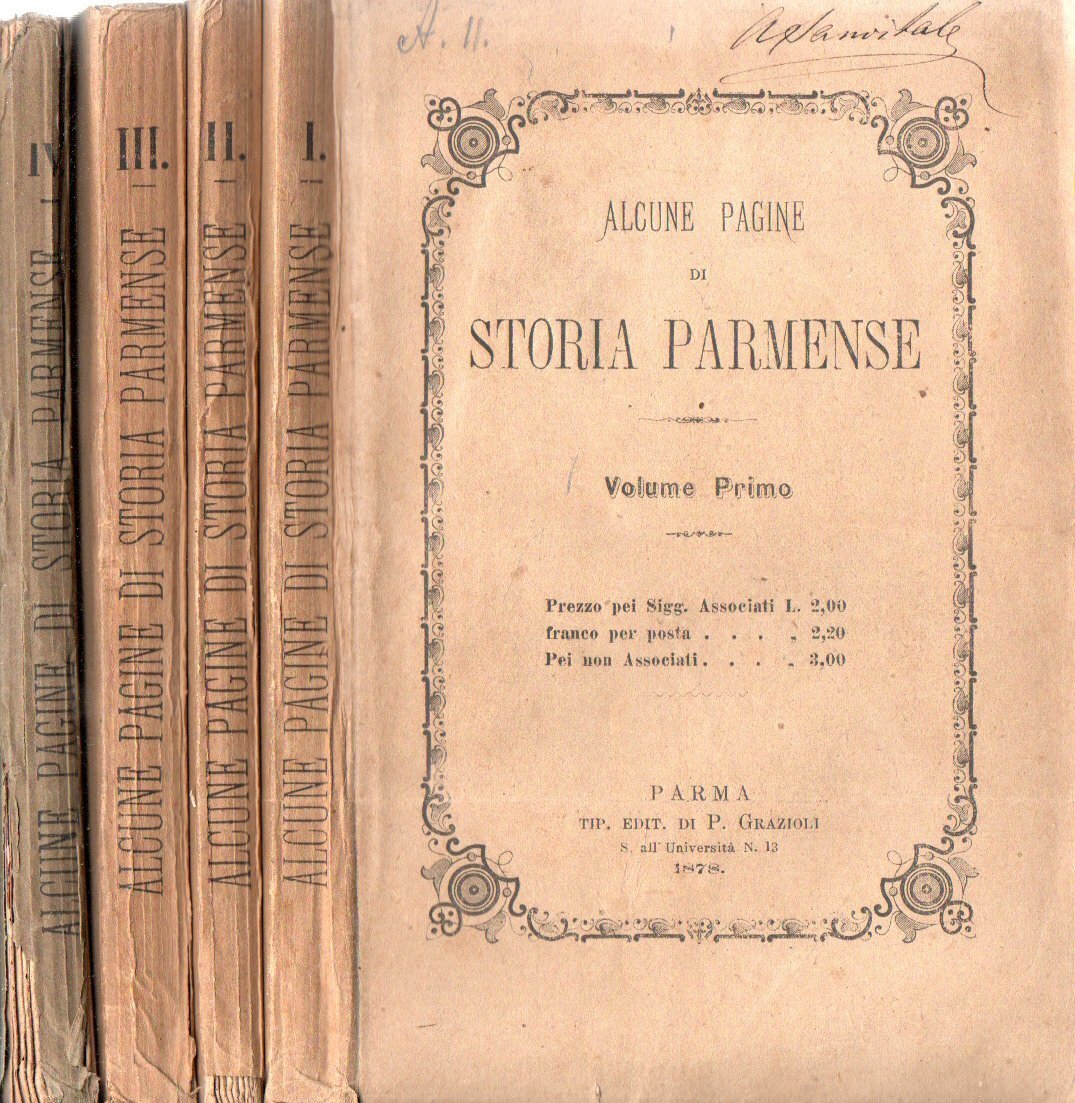 IV
ALCUNE PAGINE DI STORIA PARMENSE
III.
ALCUNE PAGINE DI STORIA PARMENSE
II.
ALCUNE PAGINE DI STORIA PARMENSE
I.
ALCUNE PAGINE DI STORIA PARMENSE
A. 11.
Sanvitale
ALCUNE PAGINE
DI
STORIA PARMENSE
Volume Primo
Prezzo pei Sigg. Associati L. 2,00
franco per posta . . . „ 2,20
Pei non Associati . . . „ 3,00
PARMA
TIP. EDIT. DI P. GRAZIOLI
S. all' Università N. 13
1878.